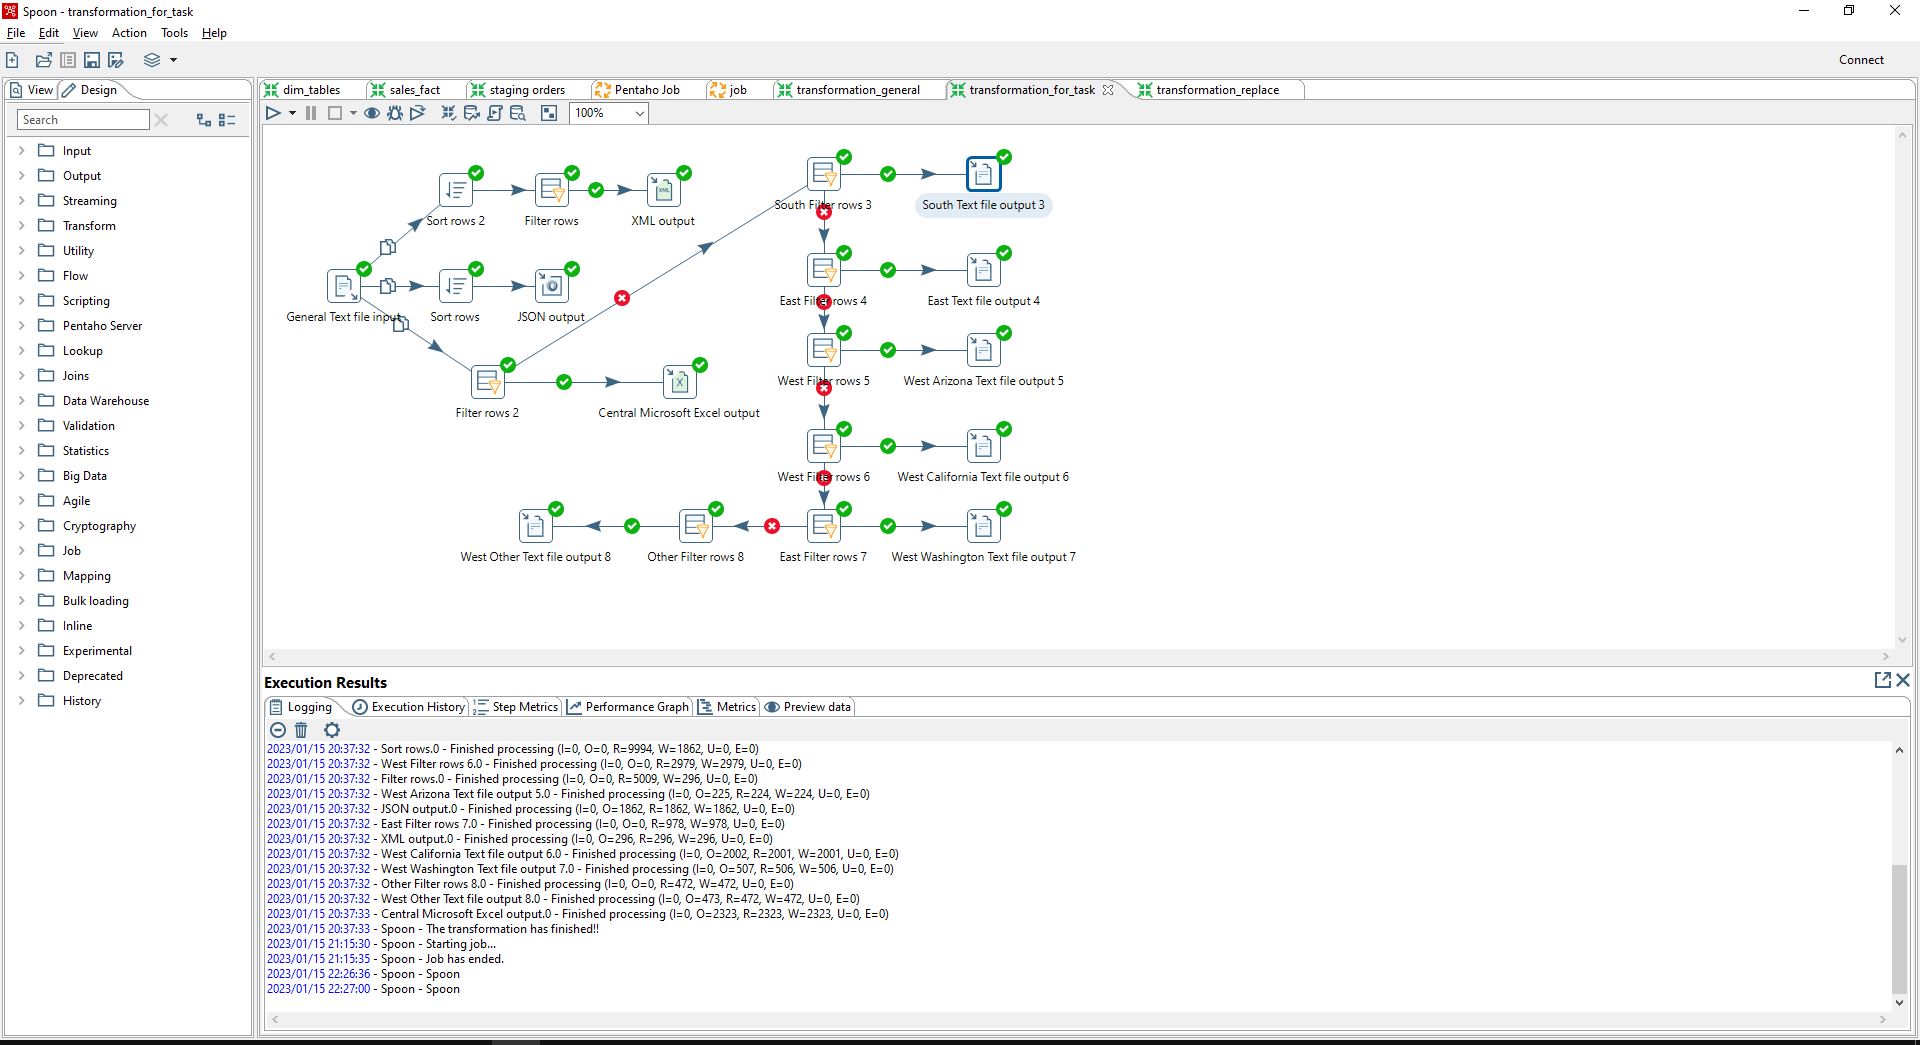 Spoon - transformation_for_task
File Edit View Action Tools Help
Connect
View Design
dim_tables sales_fact staging orders Pentaho Job job transformation_general transformation_for_task transformation_replace
Search
100%
Input
Output
Streaming
Transform
Utility
Flow
Scripting
Pentaho Server
Lookup
Joins
Data Warehouse
Validation
Statistics
Big Data
Agile
Cryptography
Job
Mapping
Bulk loading
Inline
Experimental
Deprecated
History
South Filter rows 3 South Text file output 3
Sort rows 2 Filter rows XML output
XML
East Filter rows 4 East Text file output 4
General Text file input Sort rows JSON output
West Filter rows 5 West Arizona Text file output 5
Filter rows 2 Central Microsoft Excel output
X
West Filter rows 6 West California Text file output 6
West Other Text file output 8 Other Filter rows 8 East Filter rows 7 West Washington Text file output 7
Execution Results
Logging Execution History Step Metrics Performance Graph Metrics Preview data
2023/01/15 20:37:32 - Sort rows.0 - Finished processing (I=0, O=0, R=9994, W=1862, U=0, E=0)
2023/01/15 20:37:32 - West Filter rows 6.0 - Finished processing (I=0, O=0, R=2979, W=2979, U=0, E=0)
2023/01/15 20:37:32 - Filter rows.0 - Finished processing (I=0, O=0, R=5009, W=296, U=0, E=0)
2023/01/15 20:37:32 - West Arizona Text file output 5.0 - Finished processing (I=0, O=225, R=224, W=224, U=0, E=0)
2023/01/15 20:37:32 - JSON output.0 - Finished processing (I=0, O=1862, R=1862, W=1862, U=0, E=0)
2023/01/15 20:37:32 - East Filter rows 7.0 - Finished processing (I=0, O=0, R=978, W=978, U=0, E=0)
2023/01/15 20:37:32 - XML output.0 - Finished processing (I=0, O=296, R=296, W=296, U=0, E=0)
2023/01/15 20:37:32 - West California Text file output 6.0 - Finished processing (I=0, O=2002, R=2001, W=2001, U=0, E=0)
2023/01/15 20:37:32 - West Washington Text file output 7.0 - Finished processing (I=0, O=507, R=506, W=506, U=0, E=0)
2023/01/15 20:37:32 - Other Filter rows 8.0 - Finished processing (I=0, O=0, R=472, W=472, U=0, E=0)
2023/01/15 20:37:32 - West Other Text file output 8.0 - Finished processing (I=0, O=473, R=472, W=472, U=0, E=0)
2023/01/15 20:37:33 - Central Microsoft Excel output.0 - Finished processing (I=0, O=2323, R=2323, W=2323, U=0, E=0)
2023/01/15 20:37:33 - Spoon - The transformation has finished!!
2023/01/15 21:15:30 - Spoon - Starting job...
2023/01/15 21:15:35 - Spoon - Job has ended.
2023/01/15 22:26:36 - Spoon - Spoon
2023/01/15 22:27:00 - Spoon - Spoon